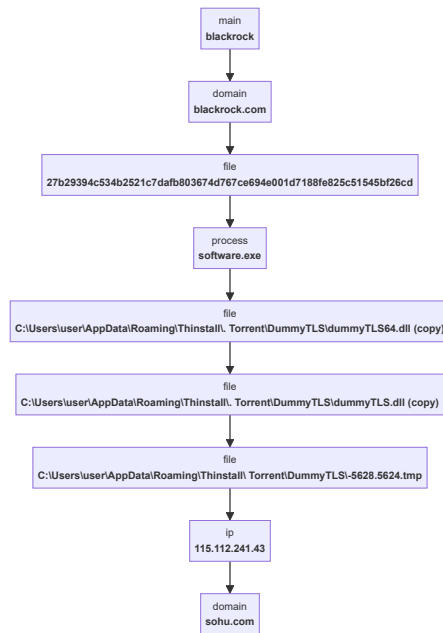 main
blackrock
domain
blackrock.com
file
27b29394c534b2521c7dafb803674d767ce694e001d7188fe825c51545bf26cd
process
software.exe
file
C:\Users\user\AppData\Roaming\Thinstall\. Torrent\DummyTLS\dummyTLS64.dll (copy)
file
C:\Users\user\AppData\Roaming\Thinstall\. Torrent\DummyTLS\dummyTLS.dll (copy)
file
C:\Users\user\AppData\Roaming\Thinstall\ Torrent\DummyTLS\-5628.5624.tmp
ip
115.112.241.43
domain
sohu.com